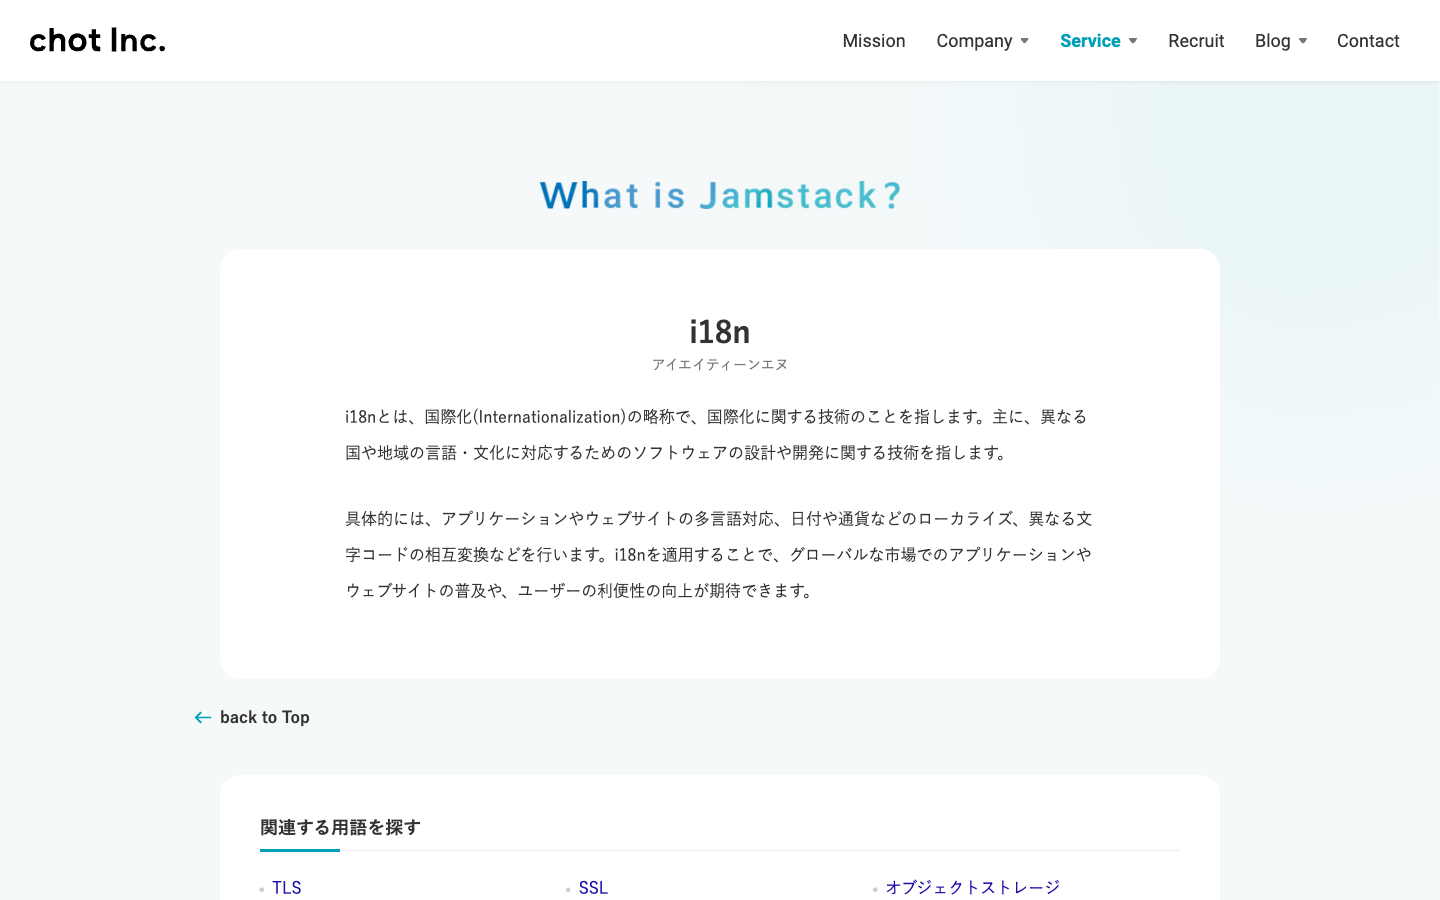 chot Inc.
Mission Company Service Recruit Blog Contact
What is Jamstack?
i18n
アイエイティーンエヌ
i18nとは、国際化(Internationalization)の略称で、国際化に関する技術のことを指します。主に、異なる
国や地域の言語・文化に対応するためのソフトウェアの設計や開発に関する技術を指します。
具体的には、アプリケーションやウェブサイトの多言語対応、日付や通貨などのローカライズ、異なる文
字コードの相互変換などを行います。i18nを適用することで、グローバルな市場でのアプリケーションや
ウェブサイトの普及や、ユーザーの利便性の向上が期待できます。
back to Top
関連する用語を探す
TLS SSL オブジェクトストレージ